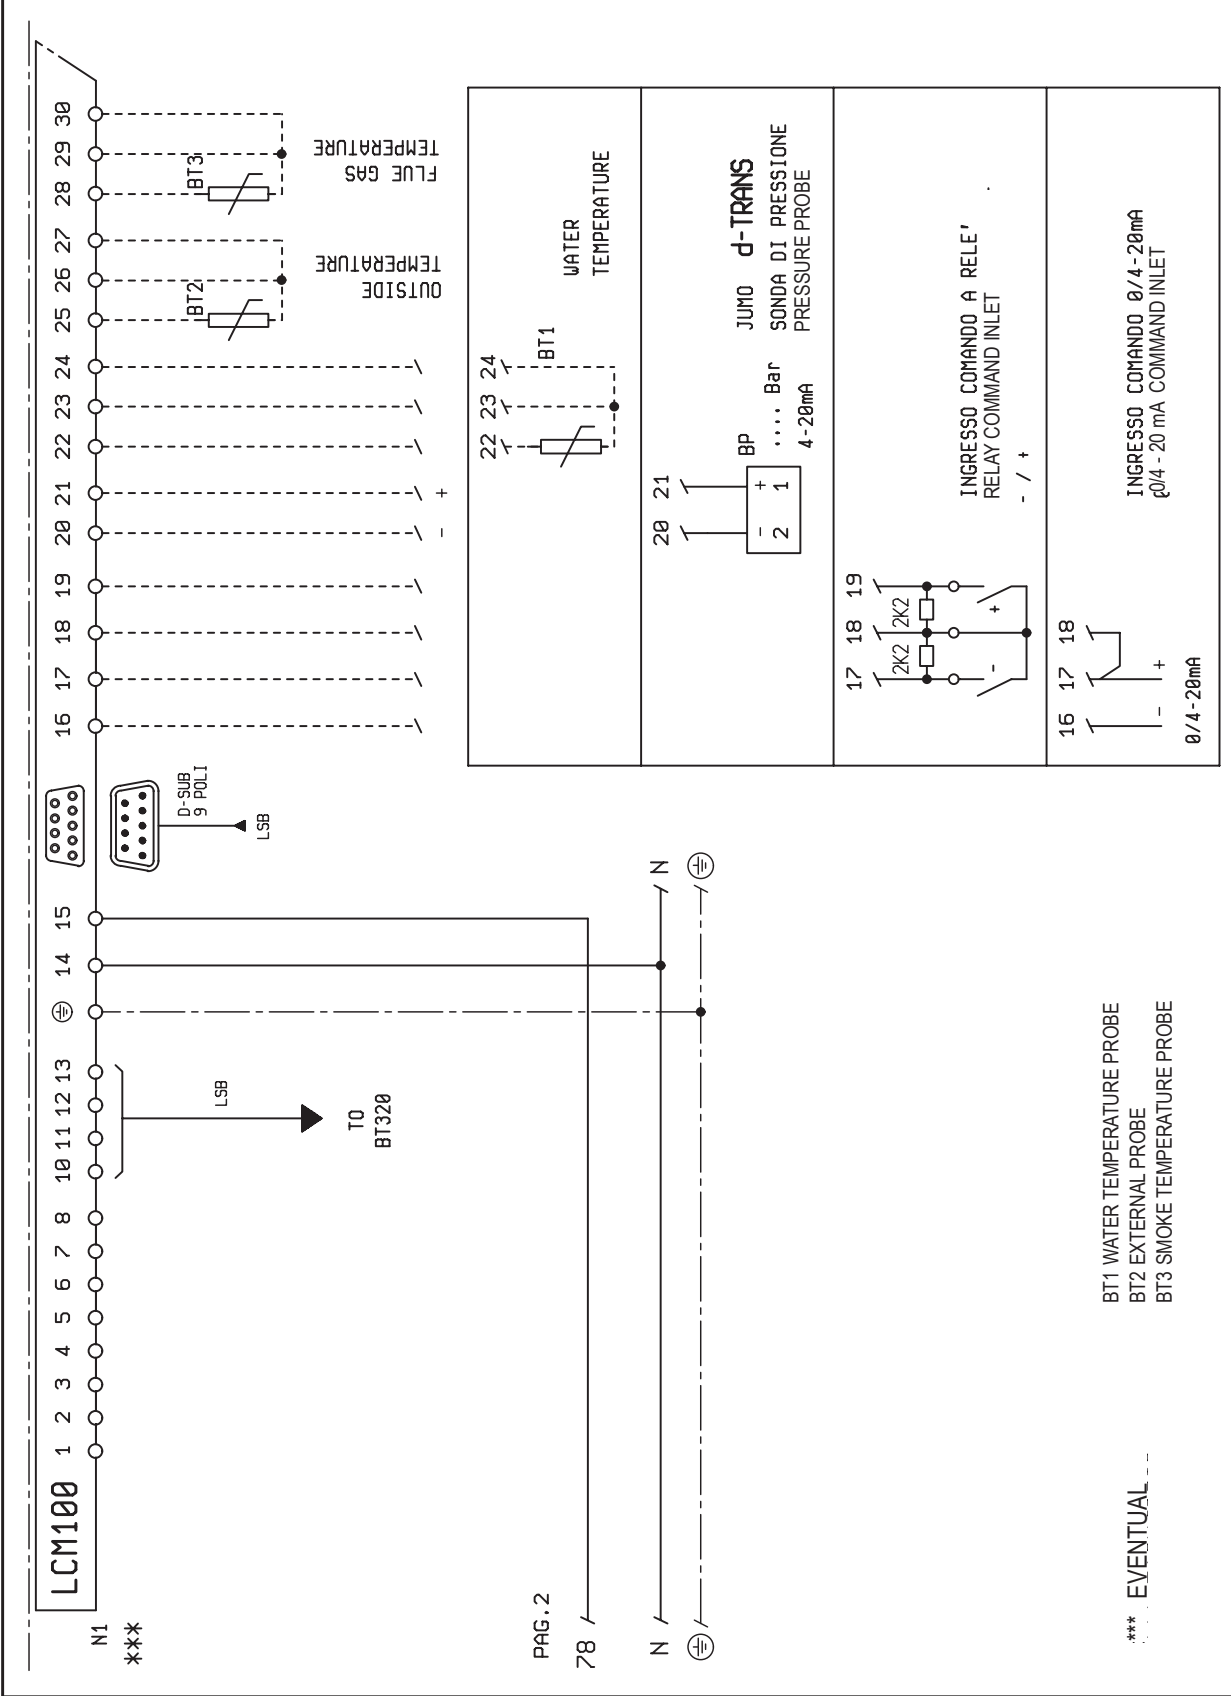 LCM100
1 2 3 4 5 6 7 8 10 11 12 13 14 15 16 17 18 19 20 21 22 23 24 25 26 27 28 29 30
N1
***
LSB
TO
BT320
D-SUB
9 POLI
LSB
- +
BT2
OUTSIDE
TEMPERATURE
BT3
FLUE GAS
TEMPERATURE
22 23 24
BT1
WATER
TEMPERATURE
20 21
- +
2 1
BP
.... Bar
4-20mA
JUMO d-TRANS
SONDA DI PRESSIONE
PRESSURE PROBE
17 18 19
2K2 2K2
- +
INGRESSO COMANDO A RELE'
RELAY COMMAND INLET
- / +
16 17 18
- +
0/4-20mA
INGRESSO COMANDO 0/4-20mA
0/4 - 20 mA COMMAND INLET
PAG.2
78
N N
BT1 WATER TEMPERATURE PROBE
BT2 EXTERNAL PROBE
BT3 SMOKE TEMPERATURE PROBE
*** EVENTUAL